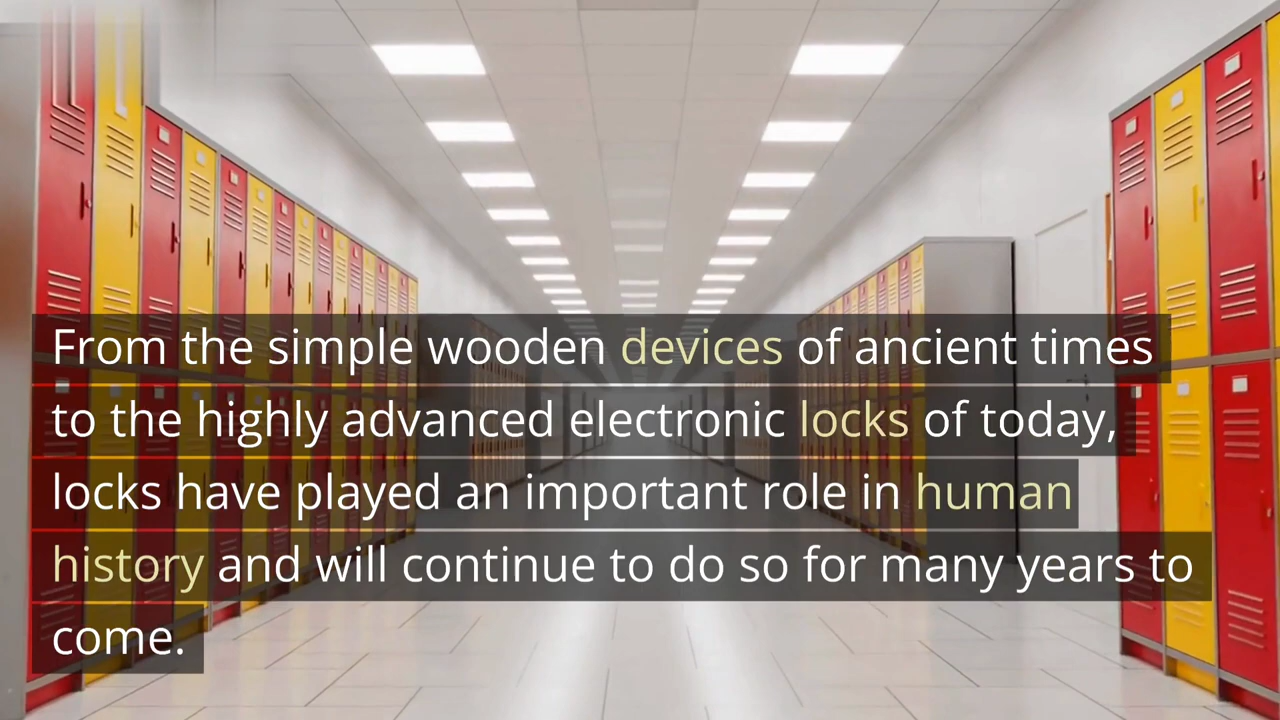 From the simple wooden devices of ancient times
to the highly advanced electronic locks of today,
locks have played an important role in human
history and will continue to do so for many years to
come.